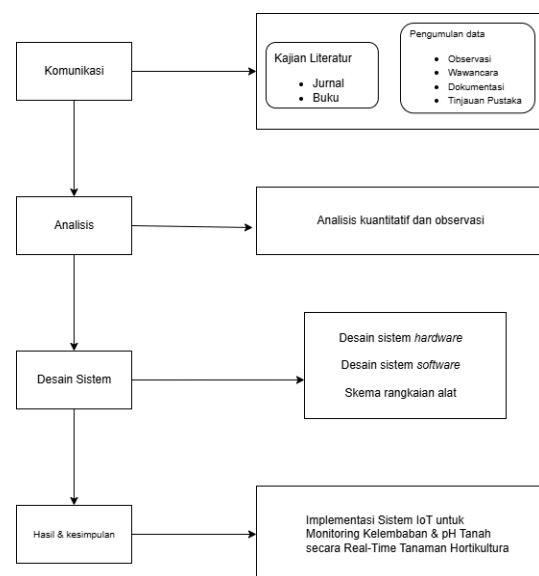 Komunikasi
Kajian Literatur
Jurnal
Buku
Pengumulan data
Observasi
Wawancara
Dokumentasi
Tinjauan Pustaka
Analisis
Analisis kuantitatif dan observasi
Desain Sistem
Desain sistem hardware
Desain sistem software
Skema rangkaian alat
Hasil & kesimpulan
Implementasi Sistem IoT untuk
Monitoring Kelembaban & pH Tanah
secara Real-Time Tanaman Hortikultura